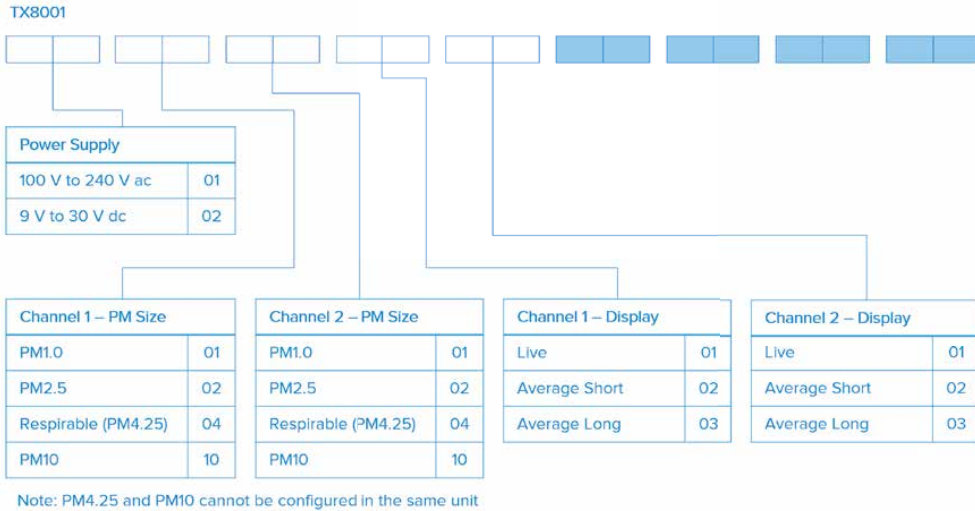 TX8001
Power Supply
100 V to 240 V ac 01
9 V to 30 V dc 02
Channel 1 – PM Size
PM1.0 01
PM2.5 02
Respirable (PM4.25) 04
PM10 10
Channel 2 – PM Size
PM1.0 01
PM2.5 02
Respirable (PM4.25) 04
PM10 10
Channel 1 – Display
Live 01
Average Short 02
Average Long 03
Channel 2 – Display
Live 01
Average Short 02
Average Long 03
Note: PM4.25 and PM10 cannot be configured in the same unit